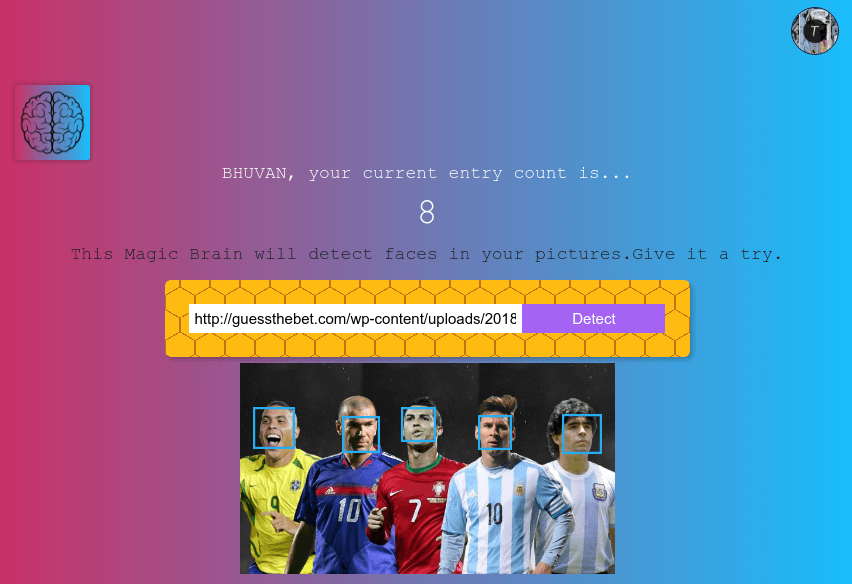 T
BHUVAN, your current entry count is...
8
This Magic Brain will detect faces in your pictures.Give it a try.
http://guessthebet.com/wp-content/uploads/2018 Detect
9 10 7 10